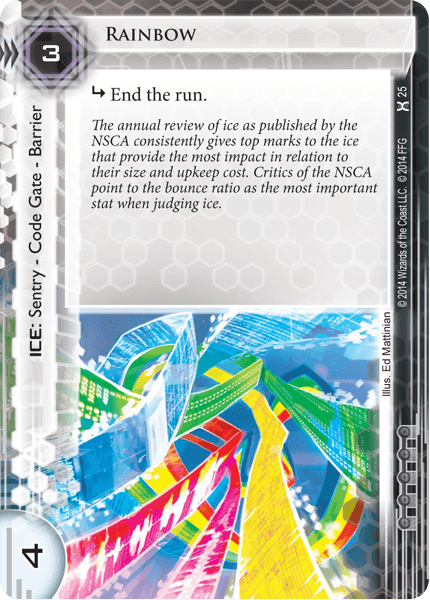 3
RAINBOW
↳ End the run.
The annual review of ice as published by the
NSCA consistently gives top marks to the ice
that provide the most impact in relation to
their size and upkeep cost. Critics of the NSCA
point to the bounce ratio as the most important
stat when judging ice.
ICE: Sentry - Code Gate - Barrier
25
© 2014 Wizards of the Coast LLC. © 2014 FFG
Illus. Ed Mattinian
4